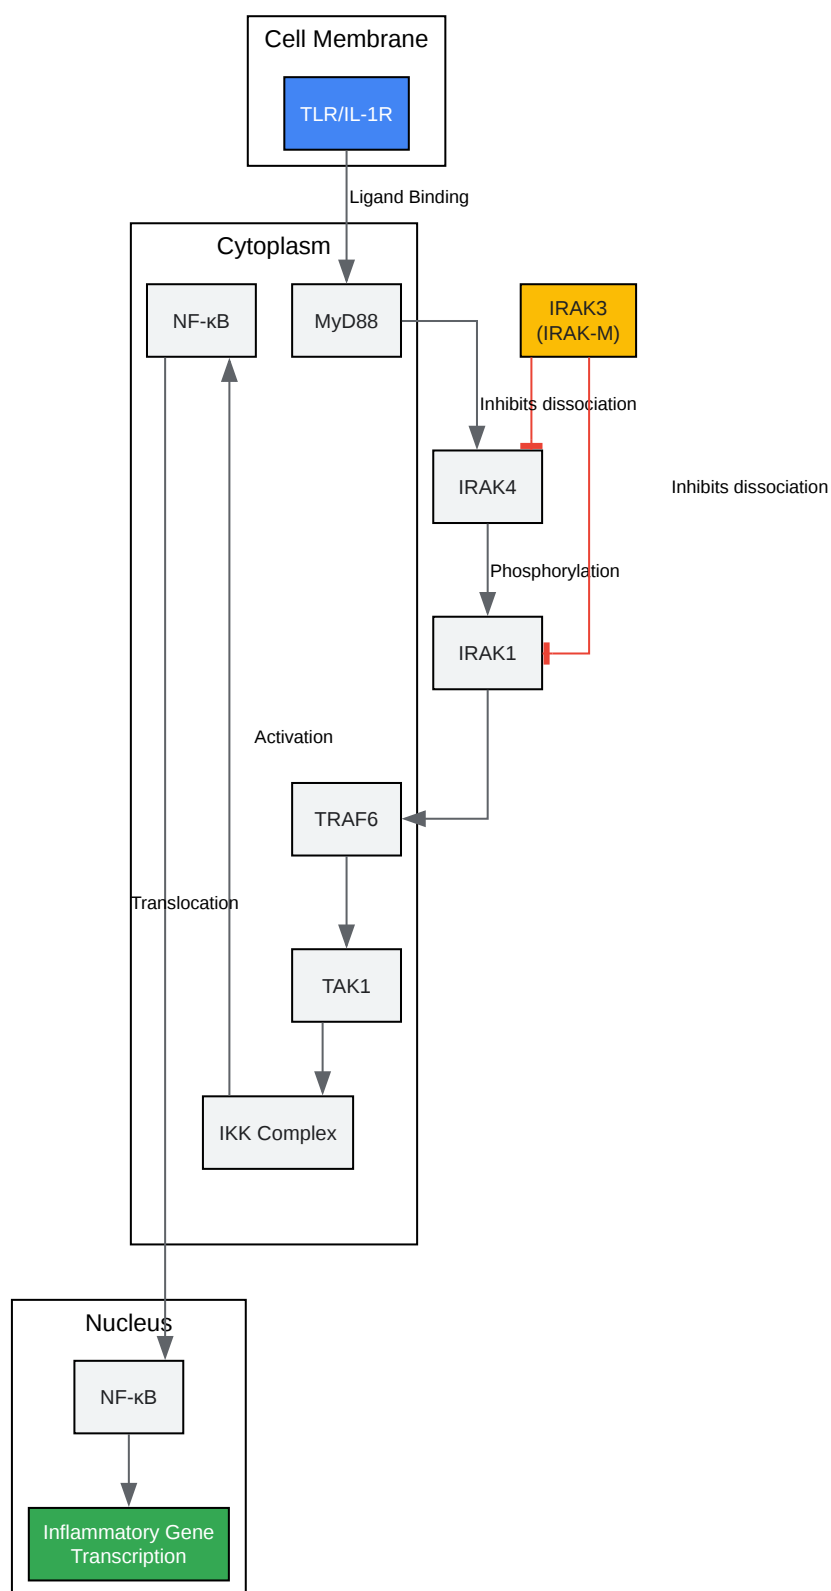 Cell Membrane
TLR/IL-1R
Ligand Binding
Cytoplasm
NF-κB
MyD88
IRAK3
(IRAK-M)
Inhibits dissociation
IRAK4
Inhibits dissociation
Phosphorylation
IRAK1
Activation
TRAF6
Translocation
TAK1
IKK Complex
Nucleus
NF-κB
Inflammatory Gene
Transcription